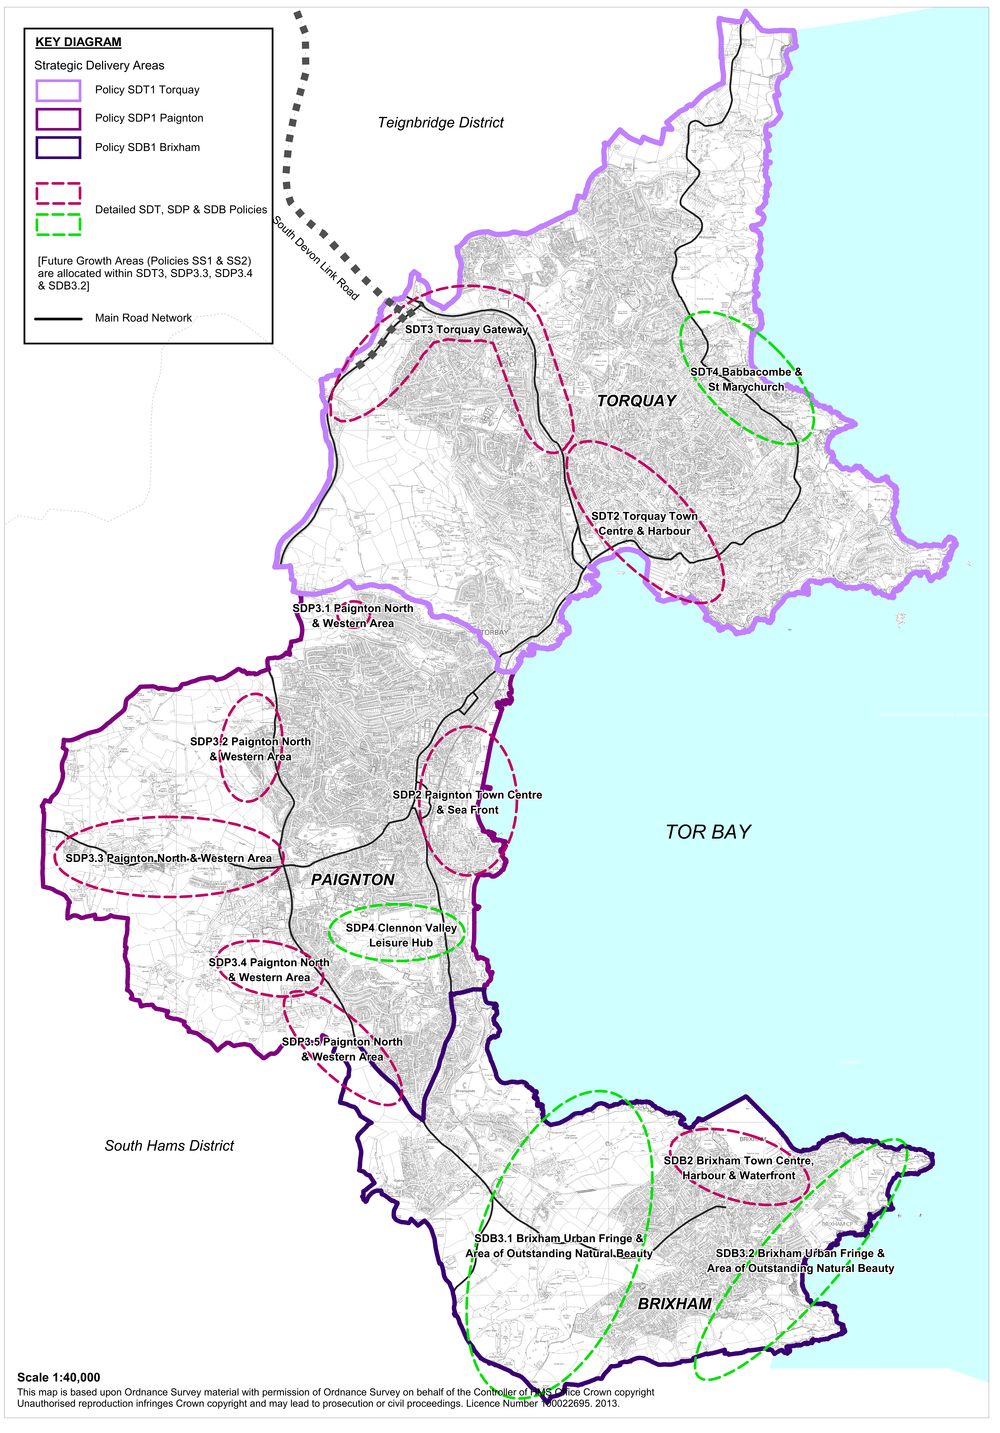 KEY DIAGRAM
Strategic Delivery Areas
Policy SDT1 Torquay
Policy SDP1 Paignton
Policy SDB1 Brixham
Detailed SDT, SDP & SDB Policies
[Future Growth Areas (Policies SS1 & SS2)
are allocated within SDT3, SDP3.3, SDP3.4
& SDB3.2]
Main Road Network
Teignbridge District
South Devon Link Road
SDT3 Torquay Gateway
SDT4 Babbacombe &
St Marychurch
TORQUAY
SDT2 Torquay Town
Centre & Harbour
SDP3.1 Paignton North
& Western Area
TORBAY
SDP3.2 Paignton North
& Western Area
SDP2 Paignton Town Centre
& Sea Front
TOR BAY
SDP3.3 Paignton North & Western Area
PAIGNTON
SDP4 Clennon Valley
Leisure Hub
SDP3.4 Paignton North
& Western Area
SDP3.5 Paignton North
& Western Area
South Hams District
BRIXHAM
SDB2 Brixham Town Centre,
Harbour & Waterfront
BRIXHAM CP
SDB3.1 Brixham Urban Fringe &
Area of Outstanding Natural Beauty
SDB3.2 Brixham Urban Fringe &
Area of Outstanding Natural Beauty
BRIXHAM
Scale 1:40,000
This map is based upon Ordnance Survey material with permission of Ordnance Survey on behalf of the Controller of HMS Office Crown copyright
Unauthorised reproduction infringes Crown copyright and may lead to prosecution or civil proceedings. Licence Number 100022695. 2013.